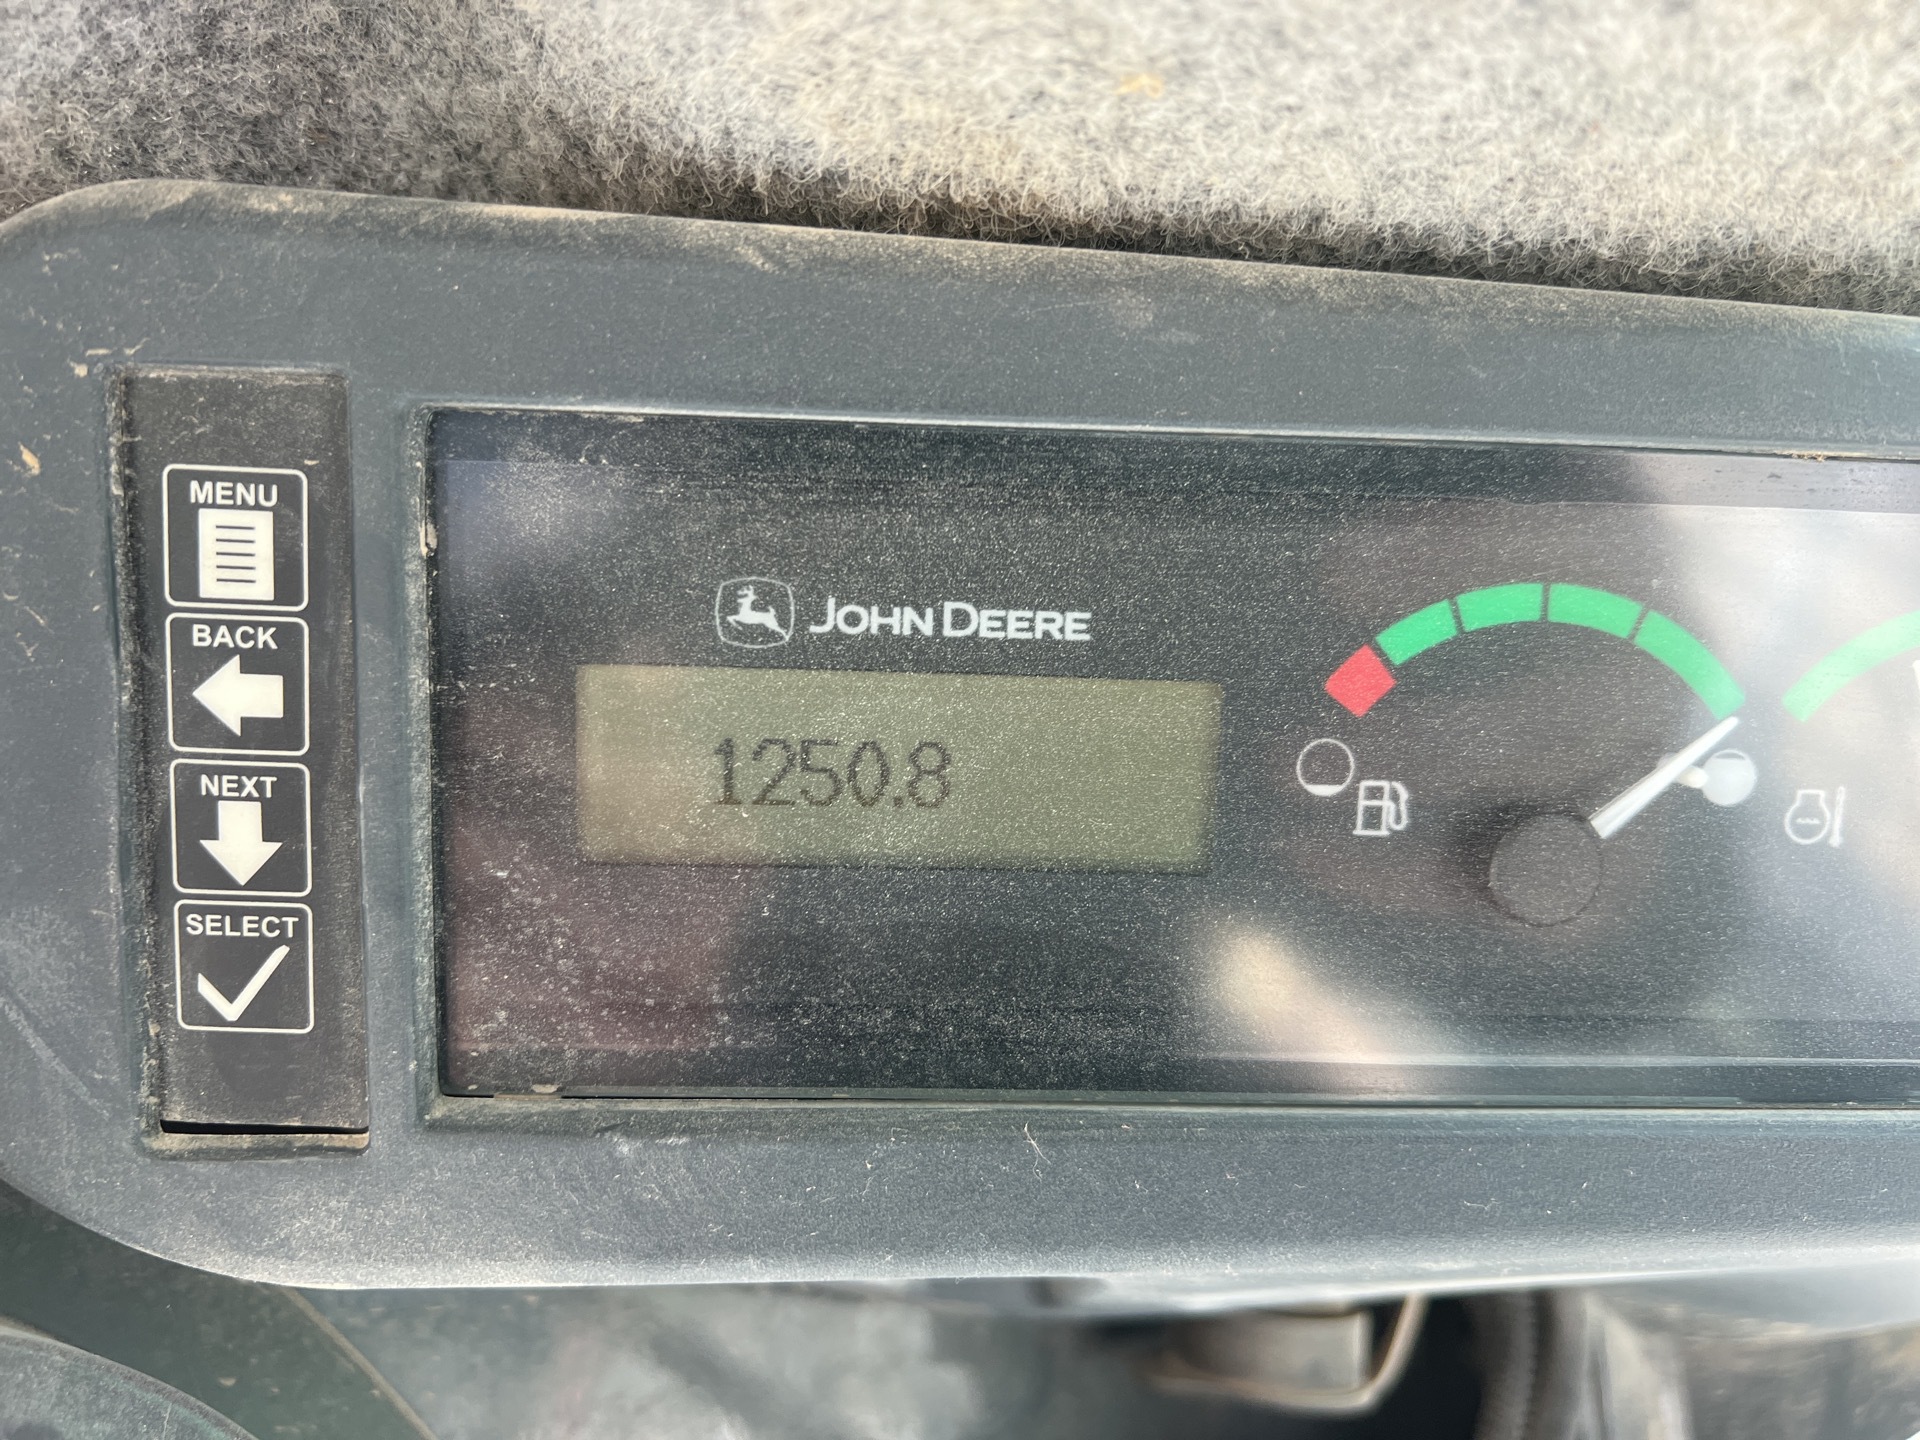 MENU
BACK
NEXT
SELECT
JOHN DEERE
1250.8